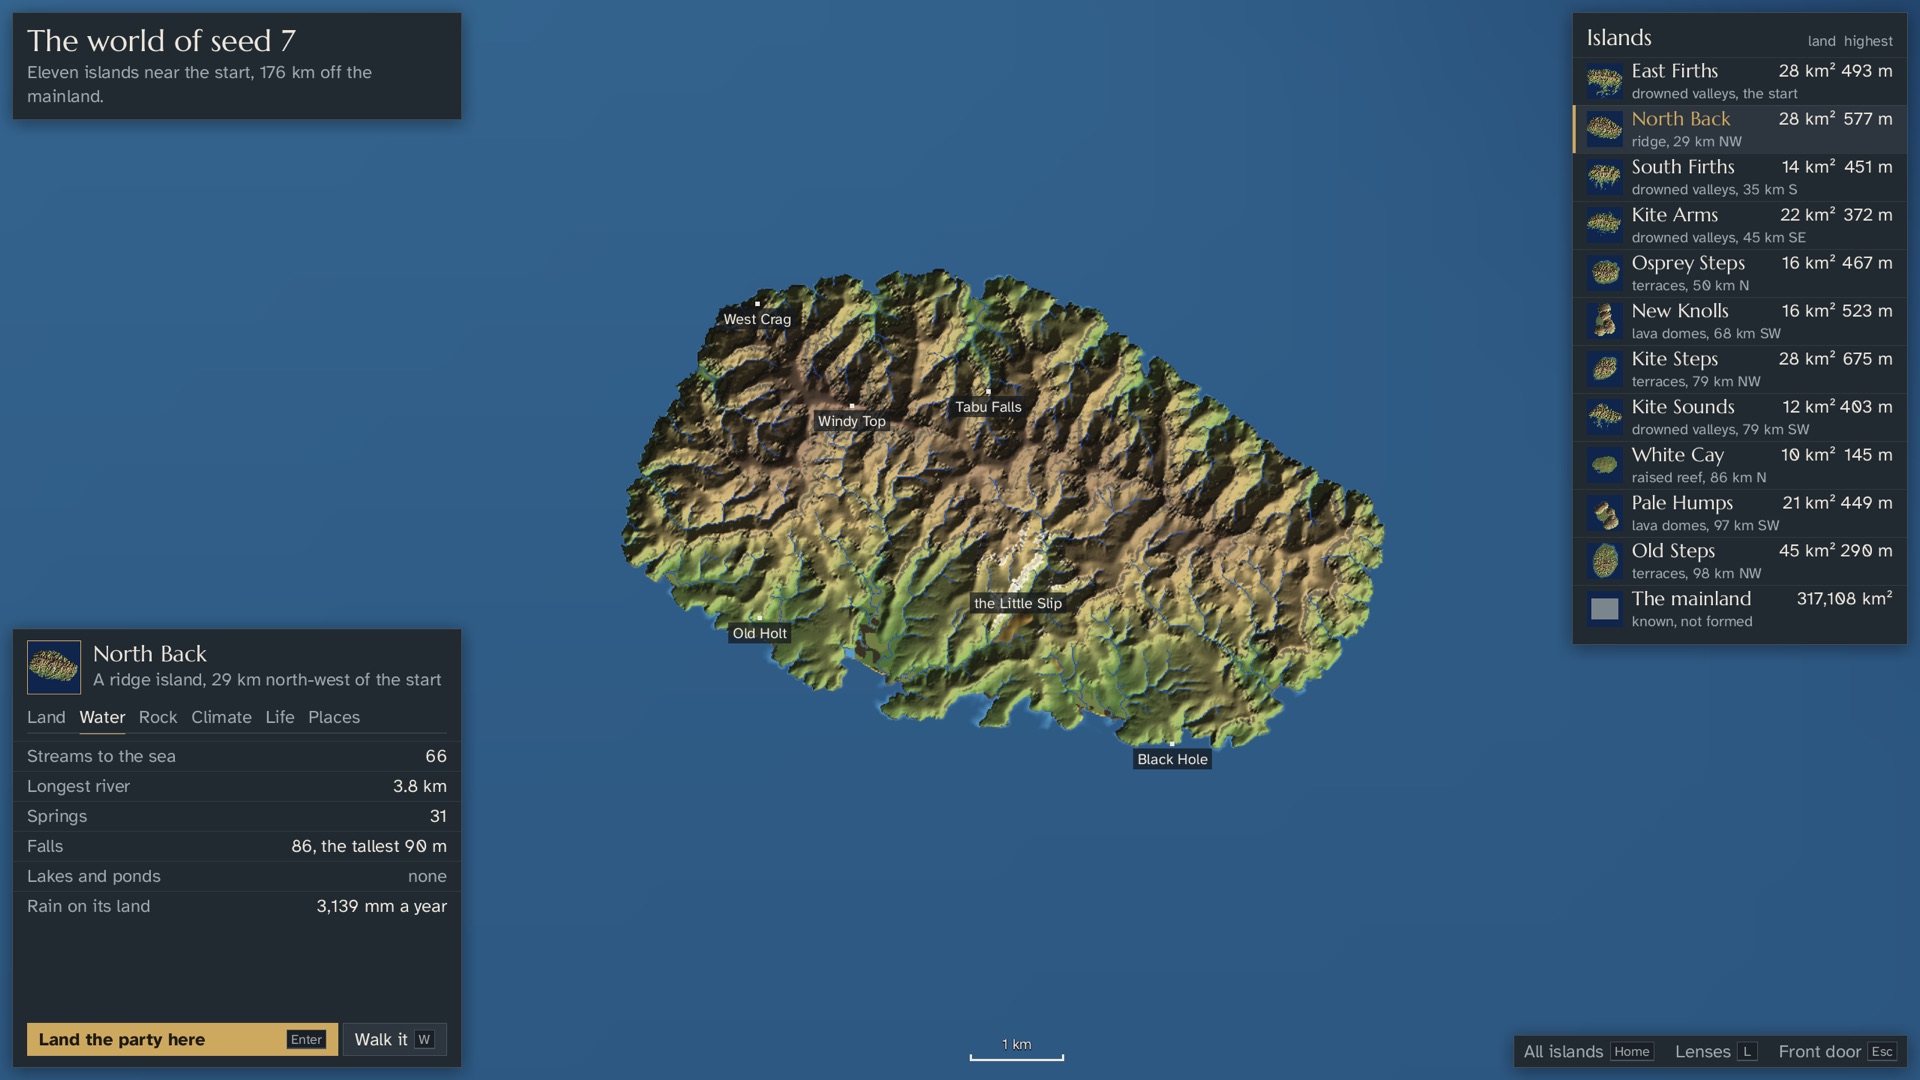 The world of seed 7
Eleven islands near the start, 176 km off the
mainland.
Islands
land highest
East Firths 28 km² 493 m
drowned valleys, the start
North Back 28 km² 577 m
ridge, 29 km NW
South Firths 14 km² 451 m
drowned valleys, 35 km S
Kite Arms 22 km² 372 m
drowned valleys, 45 km SE
Osprey Steps 16 km² 467 m
terraces, 50 km N
New Knolls 16 km² 523 m
lava domes, 68 km SW
Kite Steps 28 km² 675 m
terraces, 79 km NW
Kite Sounds 12 km² 403 m
drowned valleys, 79 km SW
White Cay 10 km² 145 m
raised reef, 86 km N
Pale Humps 21 km² 449 m
lava domes, 97 km SW
Old Steps 45 km² 290 m
terraces, 98 km NW
The mainland 317,108 km²
known, not formed
West Crag
Windy Top
Tabu Falls
the Little Slip
Old Holt
Black Hole
North Back
A ridge island, 29 km north-west of the start
Land Water Rock Climate Life Places
Streams to the sea 66
Longest river 3.8 km
Springs 31
Falls 86, the tallest 90 m
Lakes and ponds none
Rain on its land 3,139 mm a year
Land the party here Enter
Walk it W
1 km
All islands Home Lenses L Front door Esc